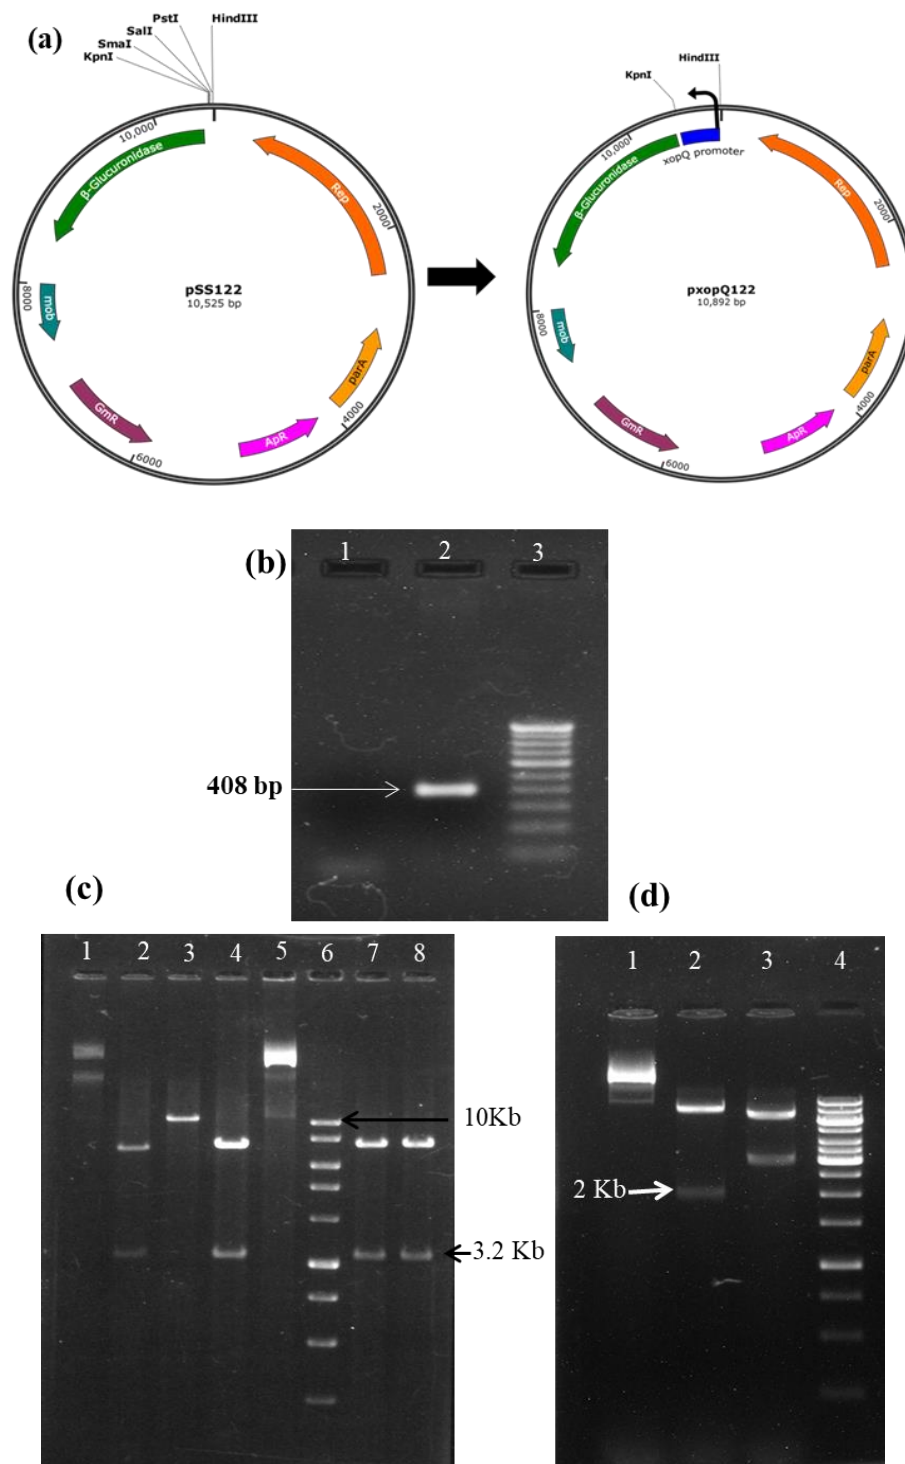 (a)
PstI
HindIII
SalI
SmaI
KpnI
10,000
β-Glucuronidase
Rep
2000
pSS122
10,525 bp
8000
mob
parA
4000
GmR
ApR
6000
HindIII
KpnI
10,000
xopQ promoter
β-Glucuronidase
Rep
2000
pxopQ122
10,892 bp
8000
mob
parA
4000
GmR
ApR
6000
(b)
1 2 3
408 bp
(c)
1 2 3 4 5 6 7 8
10Kb
3.2 Kb
(d)
1 2 3 4
2 Kb